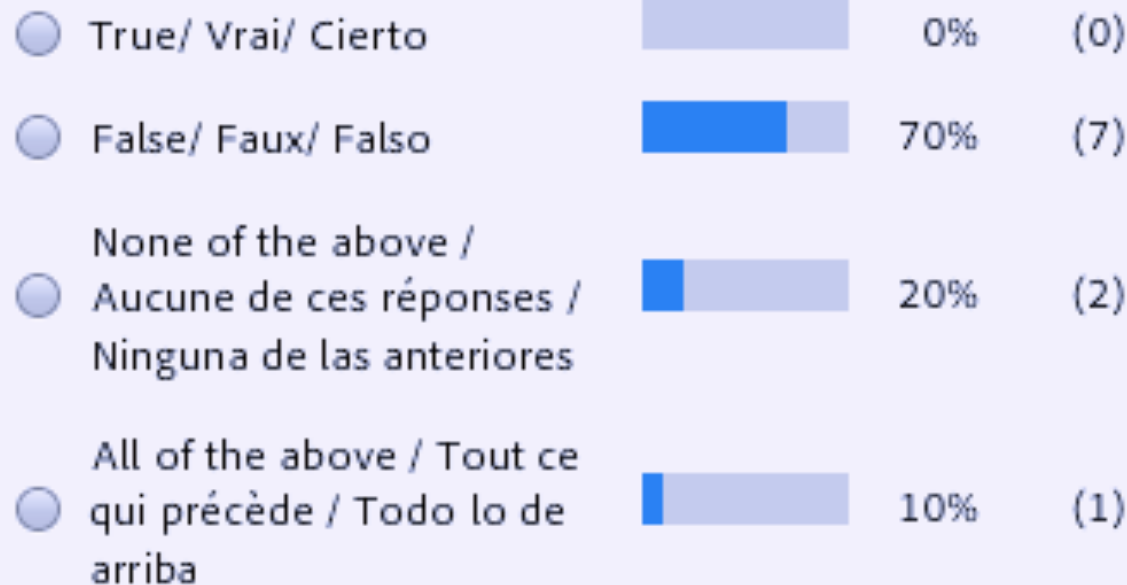 True/ Vrai/ Cierto 0% (0)
False/ Faux/ Falso 70% (7)
None of the above /
Aucune de ces réponses / 20% (2)
Ninguna de las anteriores
All of the above / Tout ce
qui précède / Todo lo de 10% (1)
arriba